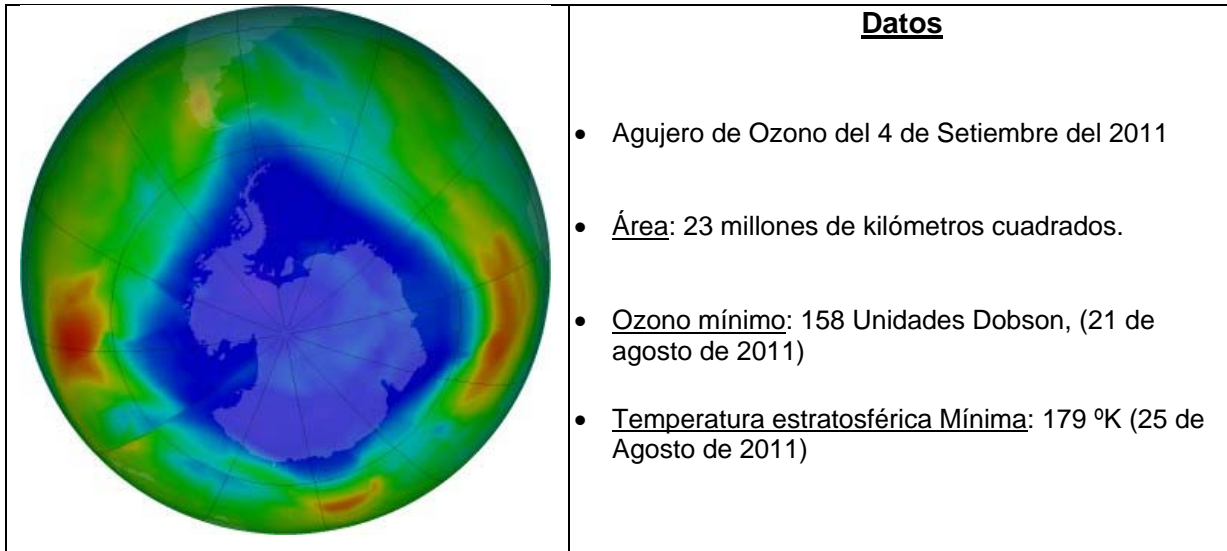 Datos
• Agujero de Ozono del 4 de Setiembre del 2011
• Área: 23 millones de kilómetros cuadrados.
• Ozono mínimo: 158 Unidades Dobson, (21 de
agosto de 2011)
• Temperatura estratosférica Mínima: 179 ºK (25 de
Agosto de 2011)